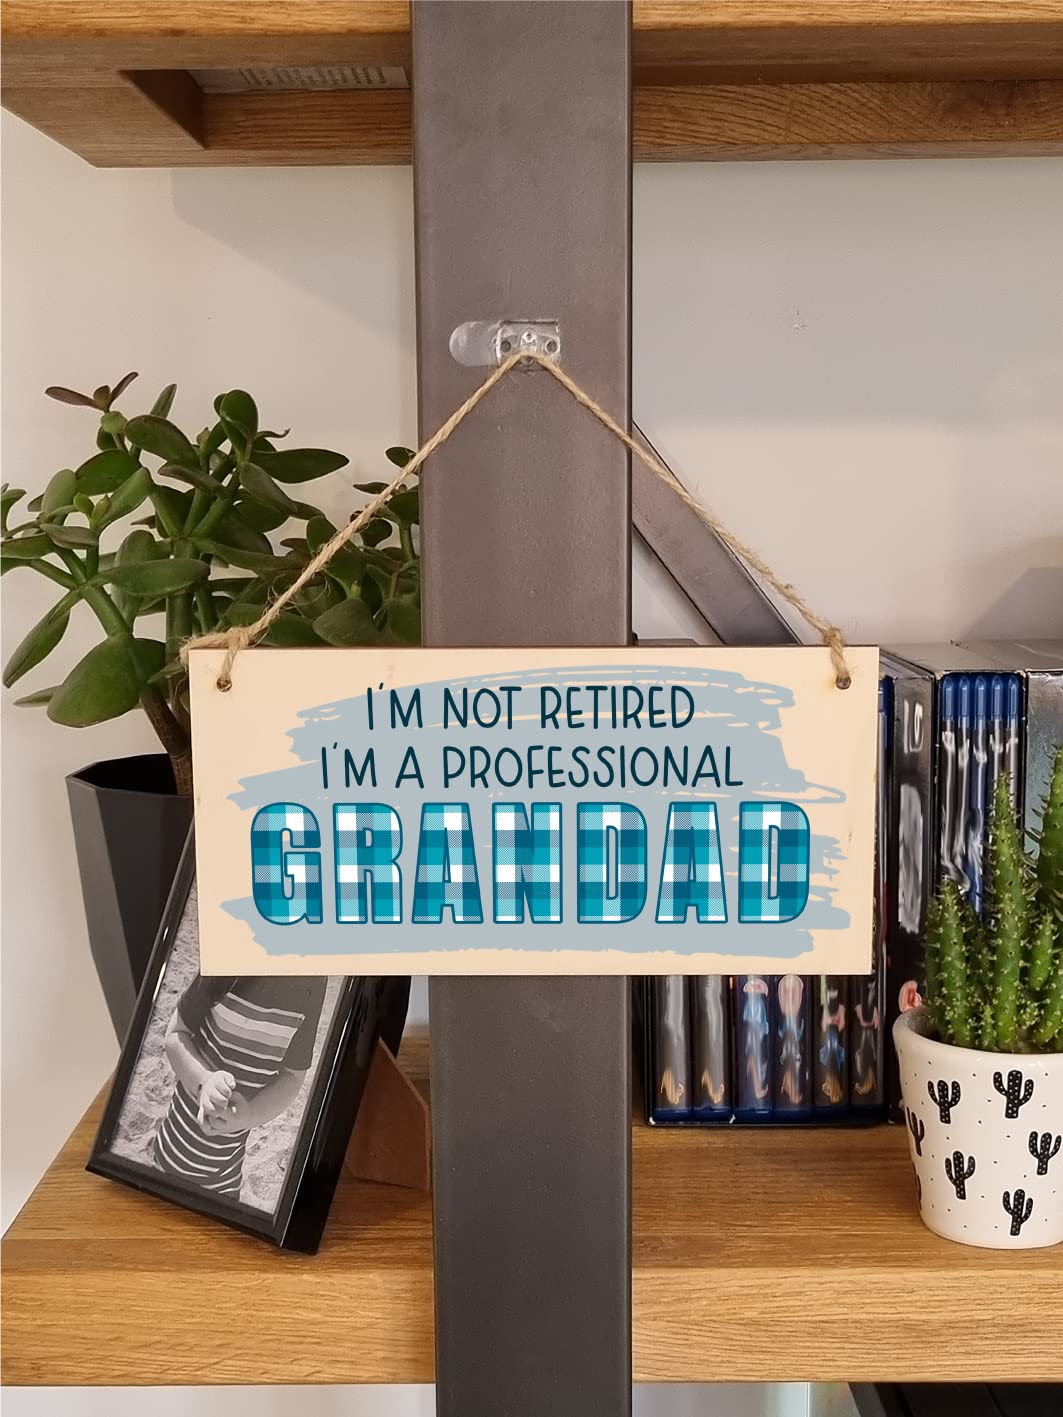 I'M NOT RETIRED
I'M A PROFESSIONAL
GRANDAD